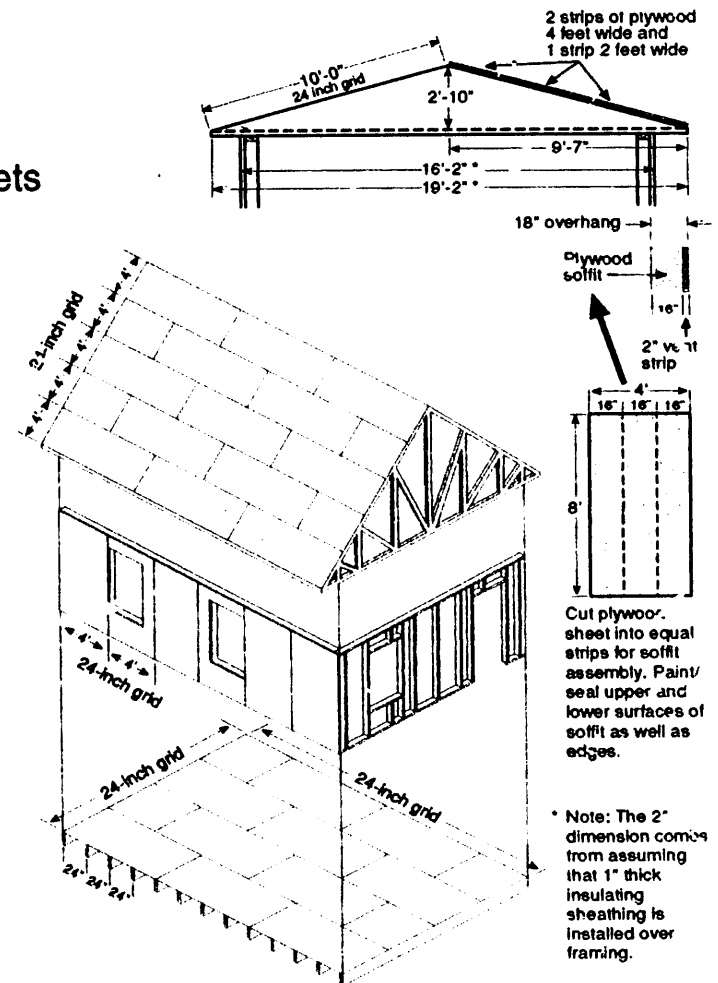 2 strips of plywood
4 feet wide and
1 strip 2 feet wide
10'-0"
24 inch grid
2'-10"
9'-7"
16'-2" *
19'-2" *
ets
18" overhang
Plywood
soffit
16"
2" vent
strip
4'
16" 16" 16"
8'
4' 4' 4' 4' 4'
24-inch grid
4' 4'
24-inch grid
24-inch grid
24-inch grid
24" 24" 24"
Cut plywood
sheet into equal
strips for soffit
assembly. Paint/
seal upper and
lower surfaces of
soffit as well as
edges.
* Note: The 2"
dimension comes
from assuming
that 1" thick
insulating
sheathing is
installed over
framing.